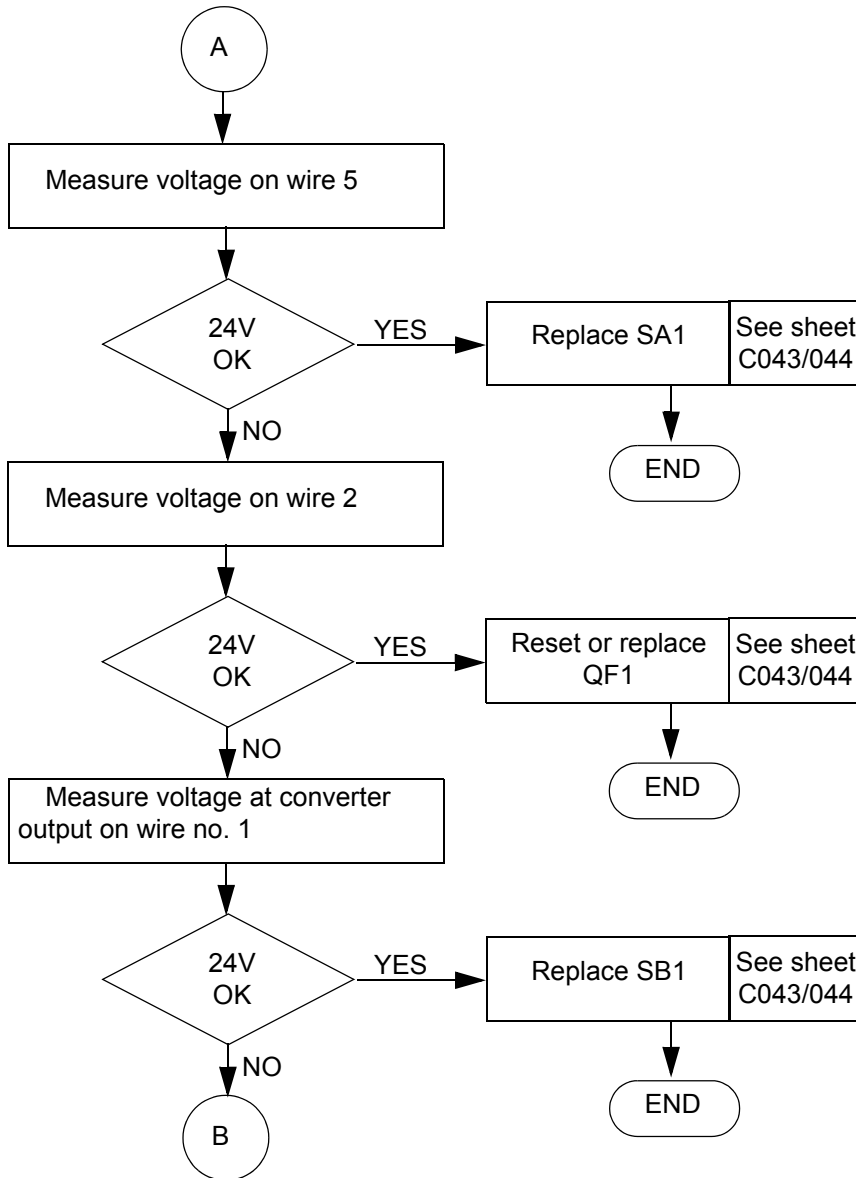 A
Measure voltage on wire 5
24V
OK
YES
Replace SA1
See sheet
C043/044
END
NO
Measure voltage on wire 2
24V
OK
YES
Reset or replace
QF1
See sheet
C043/044
END
NO
Measure voltage at converter
output on wire no. 1
24V
OK
YES
Replace SB1
See sheet
C043/044
END
NO
B